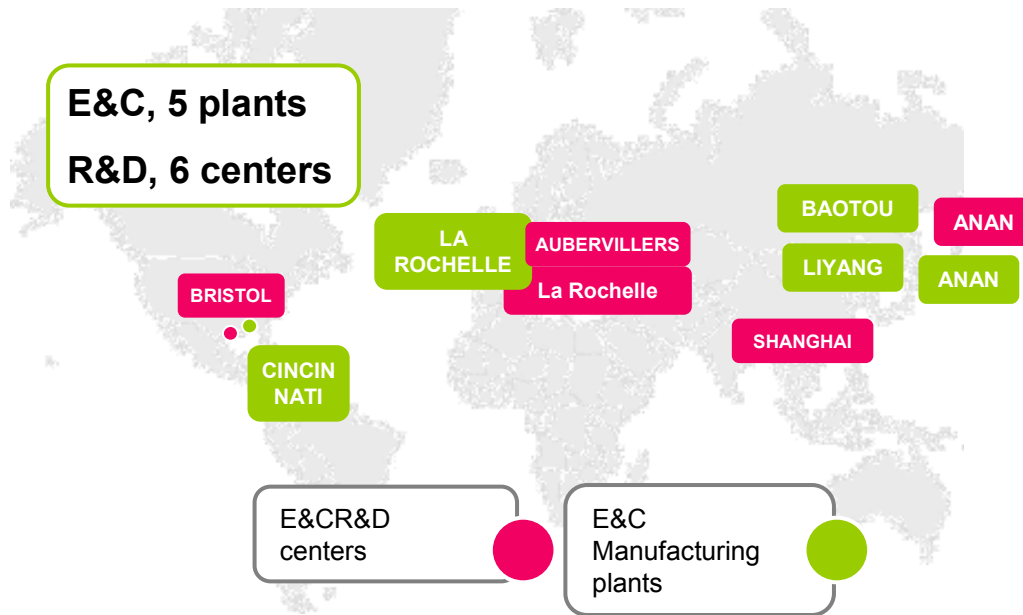 E&C, 5 plants
R&D, 6 centers
BAOTOU
ANAN
LA
ROCHELLE
AUBERVILLERS
LIYANG
ANAN
La Rochelle
BRISTOL
SHANGHAI
CINCIN
NATI
E&CR&D
centers
E&C
Manufacturing
plants